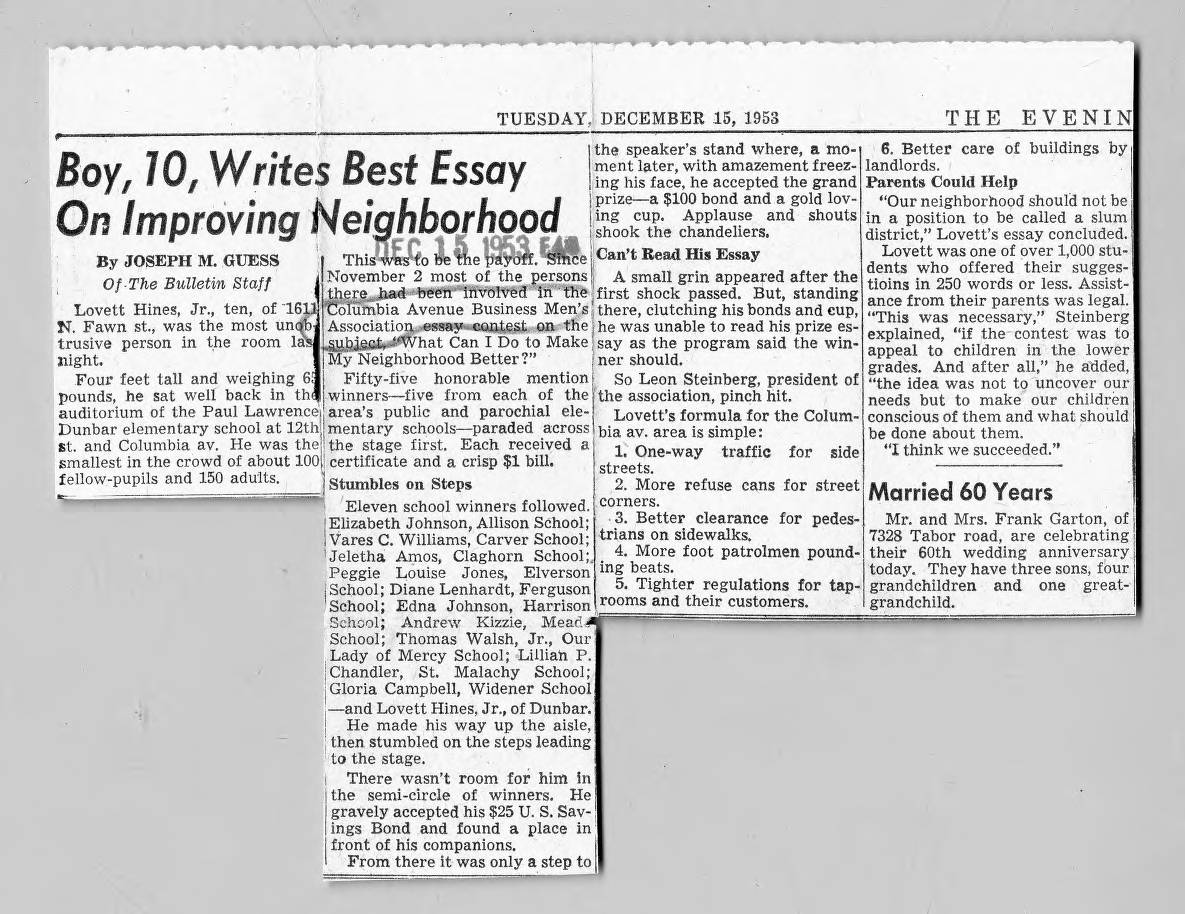 TUESDAY, DECEMBER 15, 1953
THE EVENIN
Boy, 10, Writes Best Essay
On Improving Neighborhood
DEC 15 1953
By JOSEPH M. GUESS
Of The Bulletin Staff
Lovett Hines, Jr., ten, of 1611
N. Fawn st., was the most unob-
trusive person in the room las
night.
Four feet tall and weighing 65
pounds, he sat well back in the
auditorium of the Paul Lawrence
Dunbar elementary school at 12th
st. and Columbia av. He was the
smallest in the crowd of about 100
fellow-pupils and 150 adults.
This was to be the payoff. Since
November 2 most of the persons
there had been involved in the
Columbia Avenue Business Men's
Association essay contest on the
subject, "What Can I Do to Make
My Neighborhood Better?"
Fifty-five honorable mention
winners—five from each of the
area's public and parochial ele-
mentary schools—paraded across
the stage first. Each received a
certificate and a crisp $1 bill.
Stumbles on Steps
Eleven school winners followed.
Elizabeth Johnson, Allison School;
Vares C. Williams, Carver School;
Jeletha Amos, Claghorn School;
Peggie Louise Jones, Elverson
School; Diane Lenhardt, Ferguson
School; Edna Johnson, Harrison
School; Andrew Kizzie, Mead
School; Thomas Walsh, Jr., Our
Lady of Mercy School; Lillian P.
Chandler, St. Malachy School;
Gloria Campbell, Widener School
—and Lovett Hines, Jr., of Dunbar.
He made his way up the aisle,
then stumbled on the steps leading
to the stage.
There wasn't room for him in
the semi-circle of winners. He
gravely accepted his $25 U. S. Sav-
ings Bond and found a place in
front of his companions.
From there it was only a step to
the speaker's stand where, a mo-
ment later, with amazement freez-
ing his face, he accepted the grand
prize—a $100 bond and a gold lov-
ing cup. Applause and shouts
shook the chandeliers.
Can't Read His Essay
A small grin appeared after the
first shock passed. But, standing
there, clutching his bonds and cup,
he was unable to read his prize es-
say as the program said the win-
ner should.
So Leon Steinberg, president of
the association, pinch hit.
Lovett's formula for the Colum-
bia av. area is simple:
1. One-way traffic for side
streets.
2. More refuse cans for street
corners.
3. Better clearance for pedes-
trians on sidewalks.
4. More foot patrolmen pound-
ing beats.
5. Tighter regulations for tap-
rooms and their customers.
6. Better care of buildings by
landlords.
Parents Could Help
"Our neighborhood should not be
in a position to be called a slum
district," Lovett's essay concluded.
Lovett was one of over 1,000 stu-
dents who offered their sugges-
tioins in 250 words or less. Assist-
ance from their parents was legal.
"This was necessary," Steinberg
explained, "if the contest was to
appeal to children in the lower
grades. And after all," he added,
"the idea was not to uncover our
needs but to make our children
conscious of them and what should
be done about them.
"I think we succeeded."
Married 60 Years
Mr. and Mrs. Frank Garton, of
7328 Tabor road, are celebrating
their 60th wedding anniversary
today. They have three sons, four
grandchildren and one great-
grandchild.